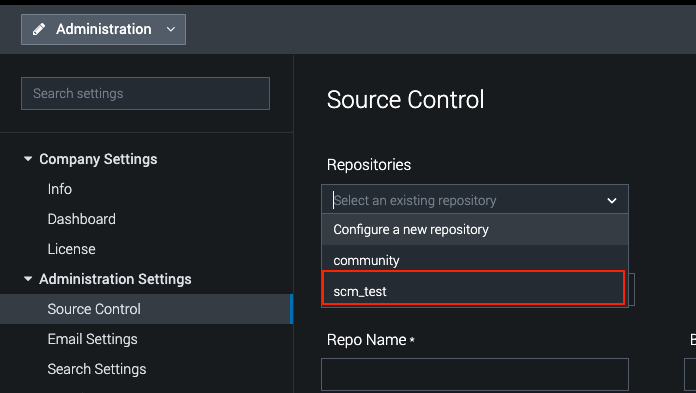 Administration
Search settings
Source Control
Company Settings
Info
Dashboard
License
Administration Settings
Source Control
Email Settings
Search Settings
Repositories
Select an existing repository
Configure a new repository
community
scm_test
Repo Name *